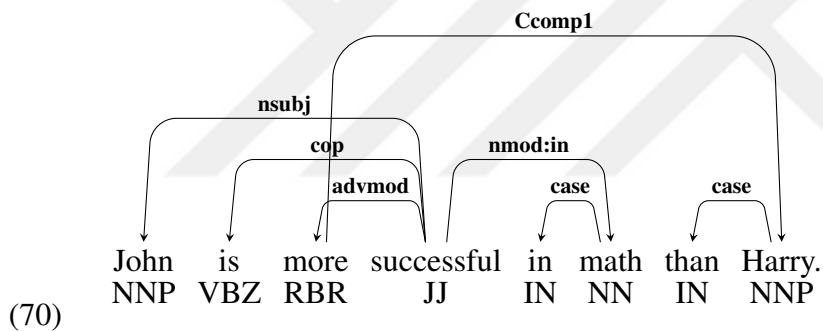 Ccomp1
nsubj
cop nmod:in
advmod case case
John is more successful in math than Harry.
NNP VBZ RBR JJ IN NN IN NNP
(70)